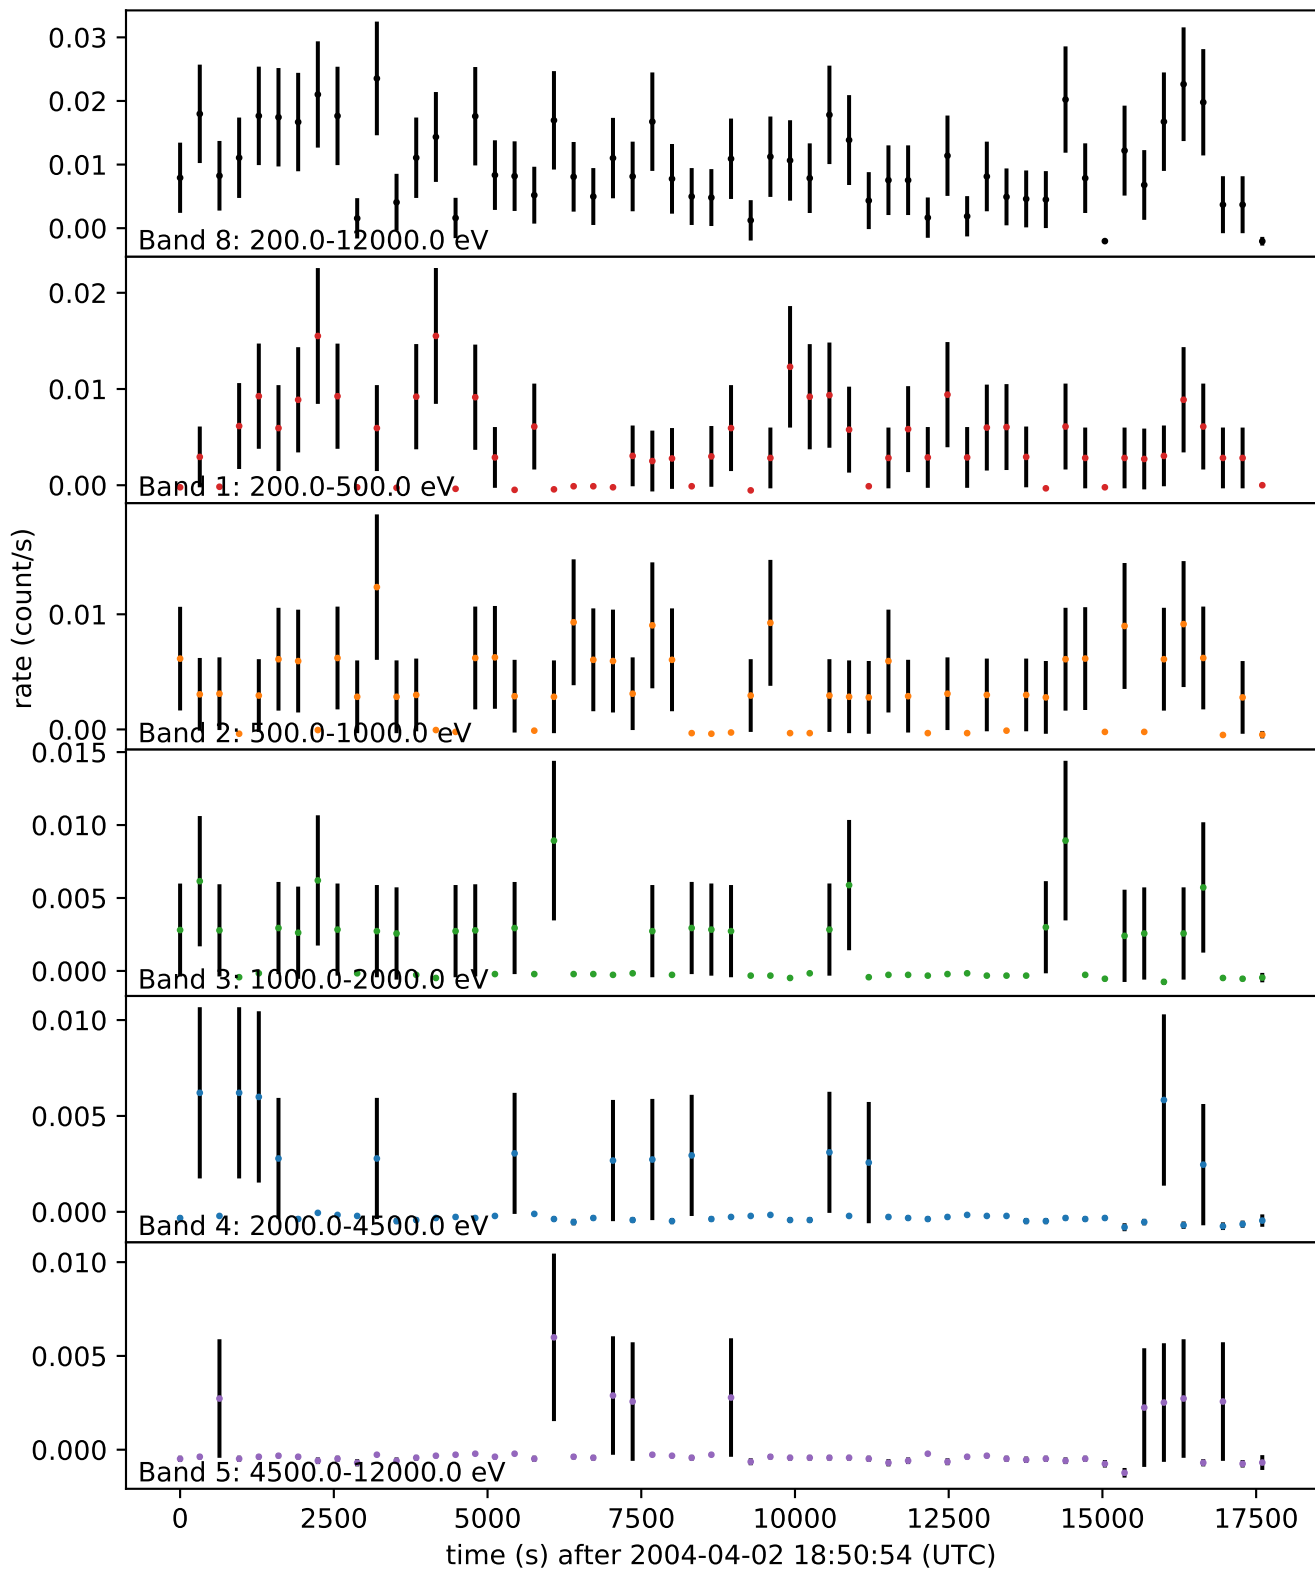 0.03
0.02
0.01
0.00
Band 8: 200.0-12000.0 eV
0.02
0.01
0.00
Band 1: 200.0-500.0 eV
rate (count/s)
0.01
0.00
Band 2: 500.0-1000.0 eV
0.015
0.010
0.005
0.000
Band 3: 1000.0-2000.0 eV
0.010
0.005
0.000
Band 4: 2000.0-4500.0 eV
0.010
0.005
0.000
Band 5: 4500.0-12000.0 eV
0 2500 5000 7500 10000 12500 15000 17500
time (s) after 2004-04-02 18:50:54 (UTC)